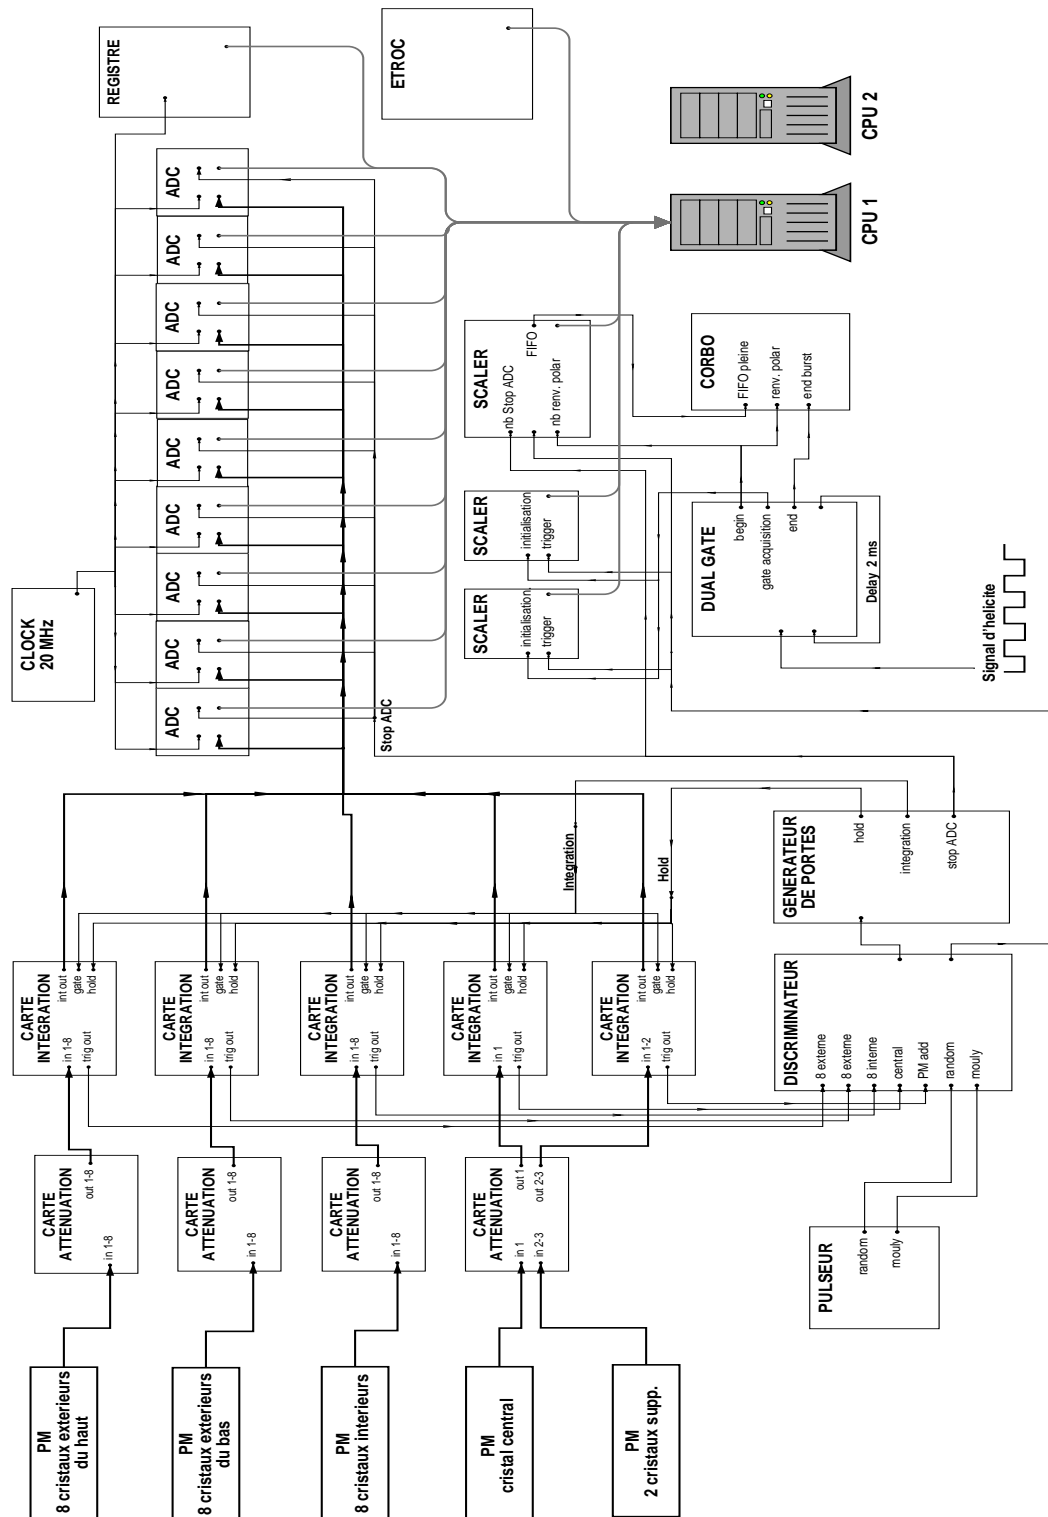 PM
8 cristaux exterieurs
du haut
PM
8 cristaux exterieurs
du bas
PM
8 cristaux interieurs
PM
cristal central
PM
2 cristaux supp.
CARTE
ATTENUATION
in 1-8
out 1-8
CARTE
ATTENUATION
in 1-8
out 1-8
CARTE
ATTENUATION
in 1-8
out 1-8
CARTE
ATTENUATION
in 1
in 2-3
out 1
out 2-3
PULSEUR
random
mouly
CARTE
INTEGRATION
in 1-8
trig out
int out
gate
hold
CARTE
INTEGRATION
in 1-8
trig out
int out
gate
hold
CARTE
INTEGRATION
in 1-8
trig out
int out
gate
hold
CARTE
INTEGRATION
in 1
trig out
int out
gate
hold
CARTE
INTEGRATION
in 1-2
trig out
int out
gate
hold
DISCRIMINATEUR
8 externe
8 externe
8 interne
central
PM add
random
mouly
Integration
Hold
GENERATEUR
DE PORTES
hold
integration
stop ADC
CLOCK
20 MHz
ADC
ADC
ADC
ADC
ADC
ADC
ADC
ADC
ADC
Stop ADC
SCALER
initialisation
trigger
SCALER
initialisation
trigger
SCALER
nb Stop ADC
nb renv. polar
FIFO
DUAL GATE
begin
gate acquisition
end
Delay 2 ms
Signal d'helicite
CORBO
FIFO pleine
renv. polar
end burst
REGISTRE
ETROC
CPU 1
CPU 2